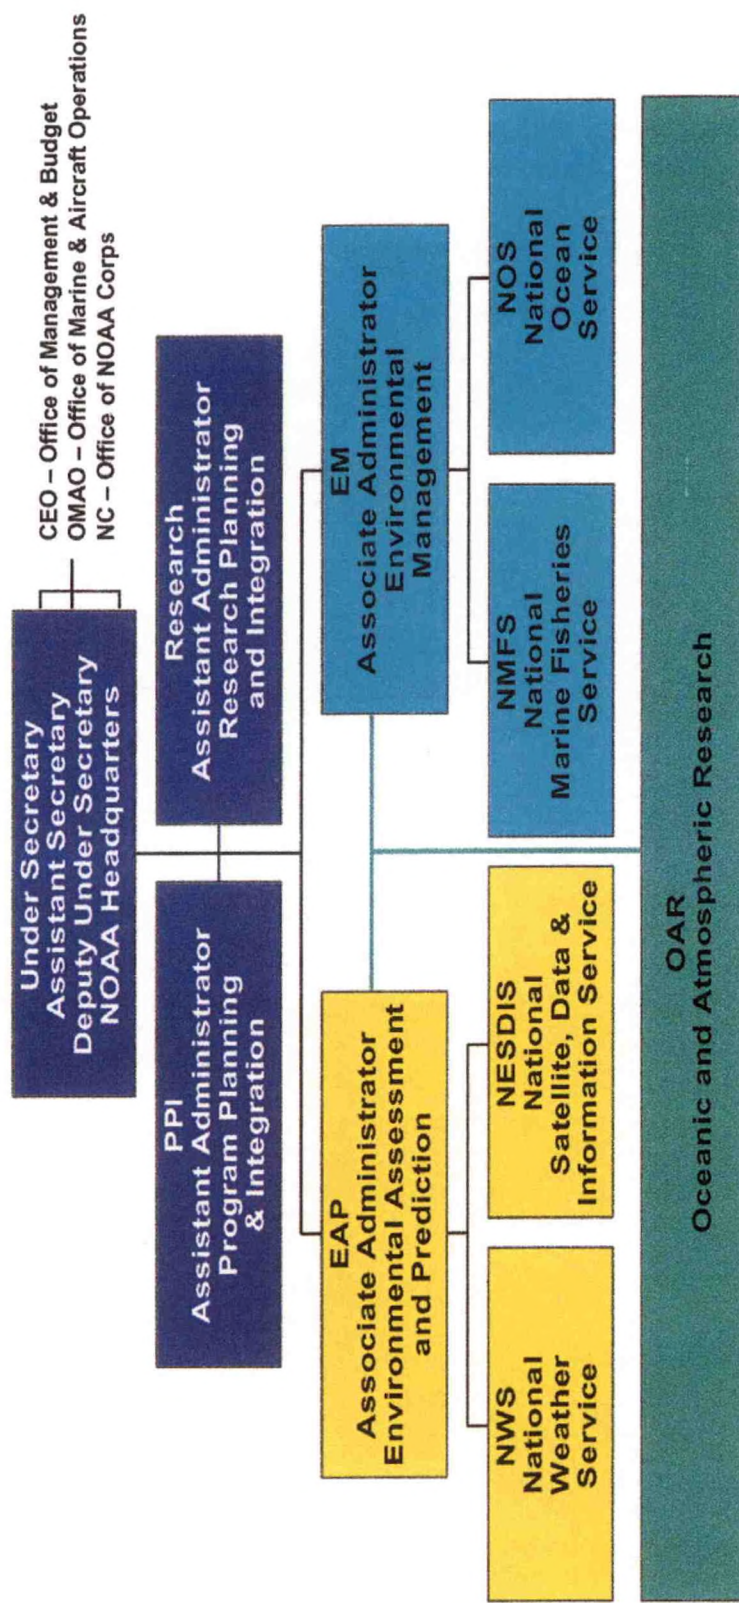 Under Secretary
Assistant Secretary
Deputy Under Secretary
NOAA Headquarters
CEO – Office of Management & Budget
OMAO – Office of Marine & Aircraft Operations
NC – Office of NOAA Corps
PPI
Assistant Administrator
Program Planning
& Integration
Research
Assistant Administrator
Research Planning
and Integration
EAP
Associate Administrator
Environmental Assessment
and Prediction
EM
Associate Administrator
Environmental
Management
NWS
National
Weather
Service
NESDIS
National
Satellite, Data &
Information Service
NMFS
National
Marine Fisheries
Service
NOS
National
Ocean
Service
OAR
Oceanic and Atmospheric Research